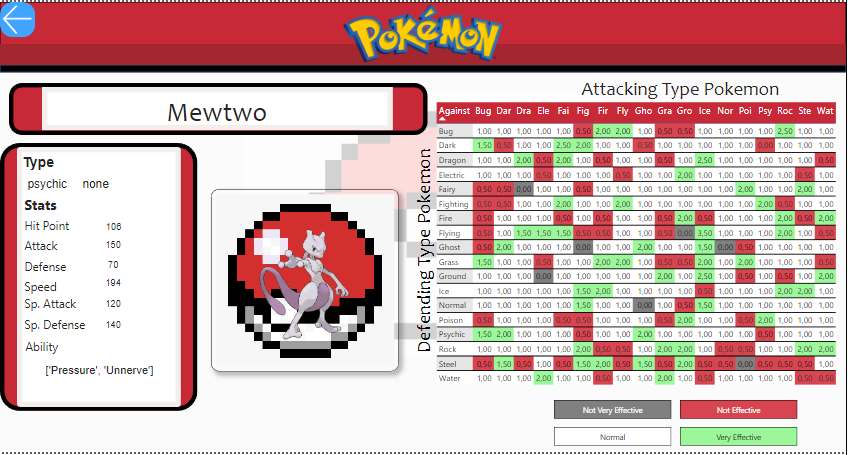 POKéMON
Mewtwo
Type
psychic none
Stats
Hit Point 106
Attack 150
Defense 70
Speed 194
Sp. Attack 120
Sp. Defense 140
Ability
['Pressure', 'Unnerve']
Attacking Type Pokemon
Defending Type Pokemon
Against Bug Dar Dra Ele Fai Fig Fir Fly Gho Gra Gro Ice Nor Poi Psy Roc Ste Wat
Bug 1,00 1,00 1,00 1,00 1,00 0,50 2,00 2,00 1,00 0,50 0,50 1,00 1,00 1,00 1,00 2,50 1,00 1,00
Dark 1,50 0,50 1,00 1,00 2,50 2,00 1,00 1,00 0,50 1,00 1,00 1,00 1,00 1,00 0,00 1,00 1,00 1,00
Dragon 1,00 1,00 2,00 0,50 2,00 1,00 0,50 1,00 1,00 0,50 1,00 2,50 1,00 1,00 1,00 1,00 1,00 0,50
Electric 1,00 1,00 1,00 0,50 1,00 1,00 1,00 0,50 1,00 1,00 2,00 1,00 1,00 1,00 1,00 1,00 0,50 1,00
Fairy 0,50 0,50 0,00 1,00 1,00 0,50 1,00 1,00 1,00 1,00 1,00 1,00 1,00 2,00 1,00 1,00 2,00 1,00
Fighting 0,50 0,50 1,00 1,00 2,00 1,00 1,00 2,00 1,00 1,00 1,00 1,00 1,00 1,00 2,00 0,50 1,00 1,00
Fire 0,50 1,00 1,00 1,00 0,50 1,00 0,50 1,00 1,00 0,50 2,00 0,50 1,00 1,00 1,00 2,00 0,50 2,00
Flying 0,50 1,00 1,50 1,50 1,50 0,50 0,50 1,00 1,00 0,50 0,00 1,50 1,00 1,00 1,00 2,00 1,00 1,00
Ghost 0,50 2,00 1,00 1,00 1,00 0,00 1,00 1,00 2,00 1,00 1,00 1,50 0,00 0,50 1,00 1,00 1,00 1,00
Grass 1,50 1,00 1,00 0,50 1,00 1,00 2,00 2,00 1,00 0,50 0,50 2,00 1,00 2,00 1,00 1,00 1,00 0,50
Ground 1,00 1,00 1,00 0,00 1,00 1,00 1,00 1,00 1,00 2,00 1,00 2,00 1,00 0,50 1,00 0,50 1,00 2,00
Ice 1,00 1,00 1,00 1,00 1,00 1,50 2,00 1,00 1,00 1,00 1,00 0,50 1,00 1,00 1,00 2,00 2,00 1,00
Normal 1,00 1,00 1,00 1,00 1,00 1,50 1,00 1,00 0,00 1,00 0,50 1,50 1,00 1,00 1,00 1,00 1,00 1,00
Poison 0,50 1,00 1,00 1,00 0,50 0,50 1,00 1,00 1,00 0,50 2,00 1,00 1,00 0,50 2,00 1,00 1,00 1,00
Psychic 1,50 2,00 1,00 1,00 1,00 0,50 1,00 1,00 2,00 1,00 1,00 1,00 1,00 1,00 0,50 1,00 1,00 1,00
Rock 1,00 1,00 1,00 1,00 1,00 2,00 0,50 0,50 1,00 2,00 2,00 1,00 0,50 0,50 1,00 1,00 2,00 2,00
Steel 0,50 1,50 0,50 1,00 0,50 1,50 2,00 0,50 1,50 0,50 2,00 0,50 0,50 0,00 0,50 0,50 0,50 1,00
Water 1,00 1,00 1,00 2,00 1,00 1,00 0,50 1,00 1,00 2,00 1,00 0,50 1,00 1,00 1,00 1,00 0,50 0,50
Not Very Effective Not Effective
Normal Very Effective